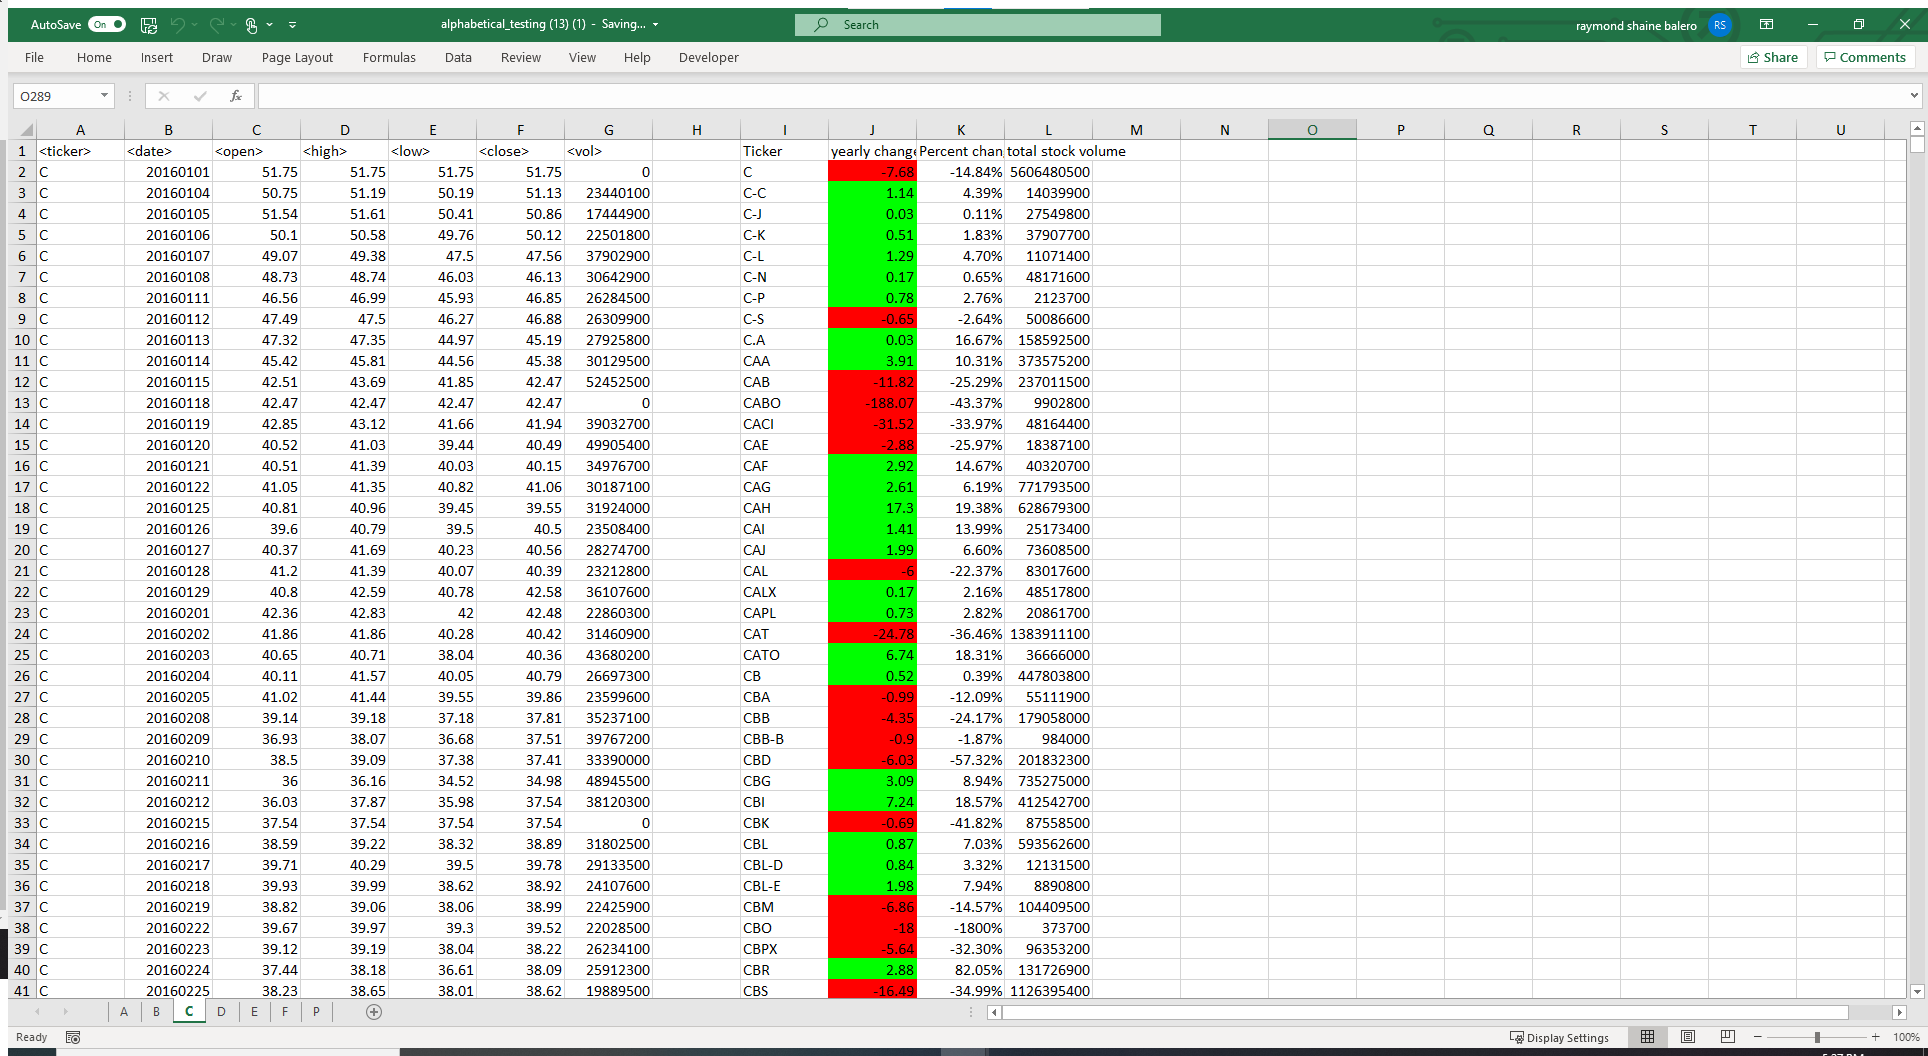 AutoSave On alphabetical_testing (13) (1) - Saving... Search raymond shaine balero RS
File Home Insert Draw Page Layout Formulas Data Review View Help Developer Share Comments
O289 fx
A B C D E F G H I J K L M N O P Q R S T U
1 <ticker> <date> <open> <high> <low> <close> <vol> Ticker yearly change Percent chan total stock volume
2 C 20160101 51.75 51.75 51.75 51.75 0 C -7.68 -14.84% 5606480500
3 C 20160104 50.75 51.19 50.19 51.13 23440100 C-C 1.14 4.39% 14039900
4 C 20160105 51.54 51.61 50.41 50.86 17444900 C-J 0.03 0.11% 27549800
5 C 20160106 50.1 50.58 49.76 50.12 22501800 C-K 0.51 1.83% 37907700
6 C 20160107 49.07 49.38 47.5 47.56 37902900 C-L 1.29 4.70% 11071400
7 C 20160108 48.73 48.74 46.03 46.13 30642900 C-N 0.17 0.65% 48171600
8 C 20160111 46.56 46.99 45.93 46.85 26284500 C-P 0.78 2.76% 2123700
9 C 20160112 47.49 47.5 46.27 46.88 26309900 C-S -0.65 -2.64% 50086600
10 C 20160113 47.32 47.35 44.97 45.19 27925800 C.A 0.03 16.67% 158592500
11 C 20160114 45.42 45.81 44.56 45.38 30129500 CAA 3.91 10.31% 373575200
12 C 20160115 42.51 43.69 41.85 42.47 52452500 CAB -11.82 -25.29% 237011500
13 C 20160118 42.47 42.47 42.47 42.47 0 CABO -188.07 -43.37% 9902800
14 C 20160119 42.85 43.12 41.66 41.94 39032700 CACI -31.52 -33.97% 48164400
15 C 20160120 40.52 41.03 39.44 40.49 49905400 CAE -2.88 -25.97% 18387100
16 C 20160121 40.51 41.39 40.03 40.15 34976700 CAF 2.92 14.67% 40320700
17 C 20160122 41.05 41.35 40.82 41.06 30187100 CAG 2.61 6.19% 771793500
18 C 20160125 40.81 40.96 39.45 39.55 31924000 CAH 17.3 19.38% 628679300
19 C 20160126 39.6 40.79 39.5 40.5 23508400 CAI 1.41 13.99% 25173400
20 C 20160127 40.37 41.69 40.23 40.56 28274700 CAJ 1.99 6.60% 73608500
21 C 20160128 41.2 41.39 40.07 40.39 23212800 CAL -6 -22.37% 83017600
22 C 20160129 40.8 42.59 40.78 42.58 36107600 CALX 0.17 2.16% 48517800
23 C 20160201 42.36 42.83 42 42.48 22860300 CAPL 0.73 2.82% 20861700
24 C 20160202 41.86 41.86 40.28 40.42 31460900 CAT -24.78 -36.46% 1383911100
25 C 20160203 40.65 40.71 38.04 40.36 43680200 CATO 6.74 18.31% 36666000
26 C 20160204 40.11 41.57 40.05 40.79 26697300 CB 0.52 0.39% 447803800
27 C 20160205 41.02 41.44 39.55 39.86 23599600 CBA -0.99 -12.09% 55111900
28 C 20160208 39.14 39.18 37.18 37.81 35237100 CBB -4.35 -24.17% 179058000
29 C 20160209 36.93 38.07 36.68 37.51 39767200 CBB-B -0.9 -1.87% 984000
30 C 20160210 38.5 39.09 37.38 37.41 33390000 CBD -6.03 -57.32% 201832300
31 C 20160211 36 36.16 34.52 34.98 48945500 CBG 3.09 8.94% 735275000
32 C 20160212 36.03 37.87 35.98 37.54 38120300 CBI 7.24 18.57% 412542700
33 C 20160215 37.54 37.54 37.54 37.54 0 CBK -0.69 -41.82% 87558500
34 C 20160216 38.59 39.22 38.32 38.89 31802500 CBL 0.87 7.03% 593562600
35 C 20160217 39.71 40.29 39.5 39.78 29133500 CBL-D 0.84 3.32% 12131500
36 C 20160218 39.93 39.99 38.62 38.92 24107600 CBL-E 1.98 7.94% 8890800
37 C 20160219 38.82 39.06 38.06 38.99 22425900 CBM -6.86 -14.57% 104409500
38 C 20160222 39.67 39.97 39.3 39.52 22028500 CBO -18 -1800% 373700
39 C 20160223 39.12 39.19 38.04 38.22 26234100 CBPX -5.64 -32.30% 96353200
40 C 20160224 37.44 38.18 36.61 38.09 25912300 CBR 2.88 82.05% 131726900
41 C 20160225 38.23 38.65 38.01 38.62 19889500 CBS -16.49 -34.99% 1126395400
A B C D E F P
Ready Display Settings 100%